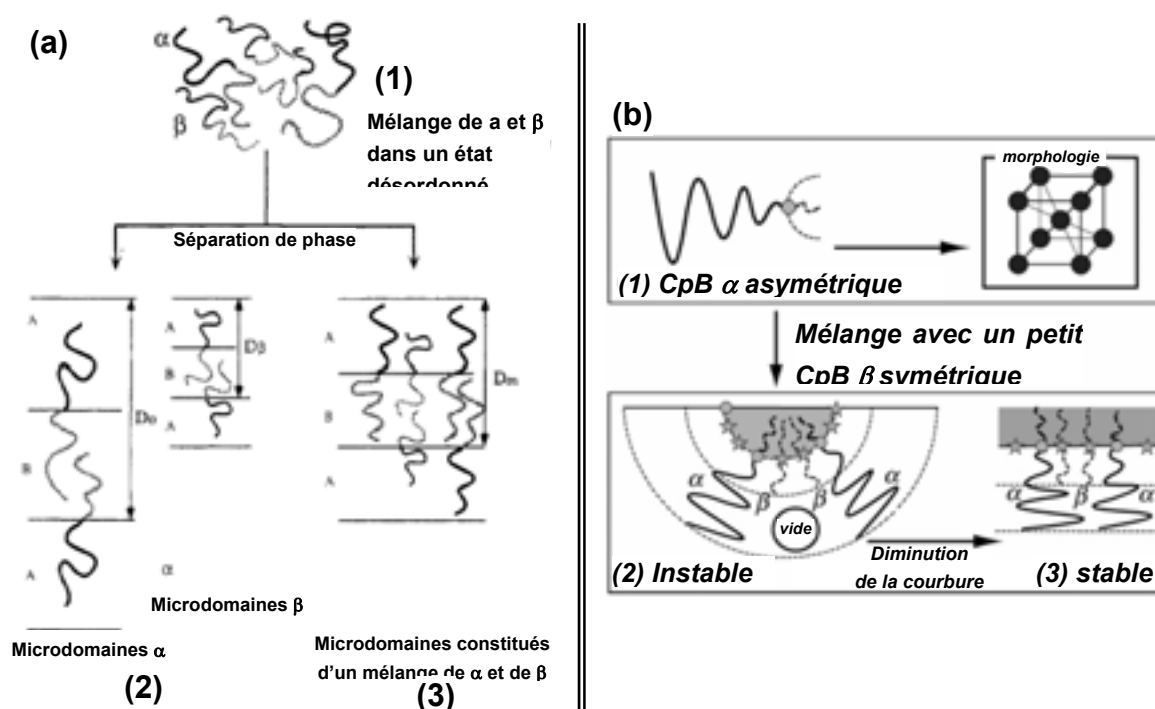 (a)
α
β
(1)
Mélange de a et β
dans un état
désordonné
Séparation de phase
A
B
A
Dα
A
B
A
Dβ
A
B
A
Dm
α
Microdomaines β
Microdomaines α
(2)
Microdomaines constitués
d'un mélange de α et de β
(3)
(b)
morphologie
(1) CpB α asymétrique
Mélange avec un petit
CpB β symétrique
α
β
β
α
vide
(2) Instable
Diminution
de la courbure
α
β
α
(3) stable